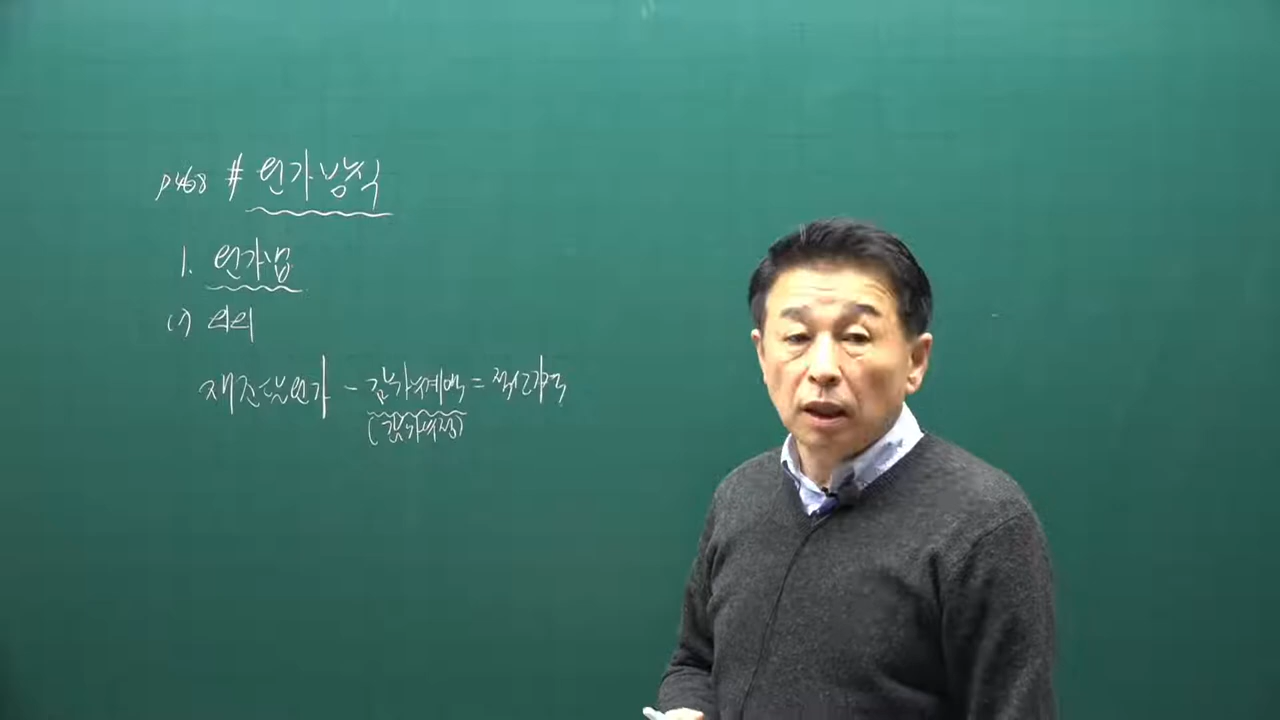 p468 # 원가방식
1. 원가법
(1) 의의
재조달원가 - 감가누계액 = 적산가액
(감가수정)